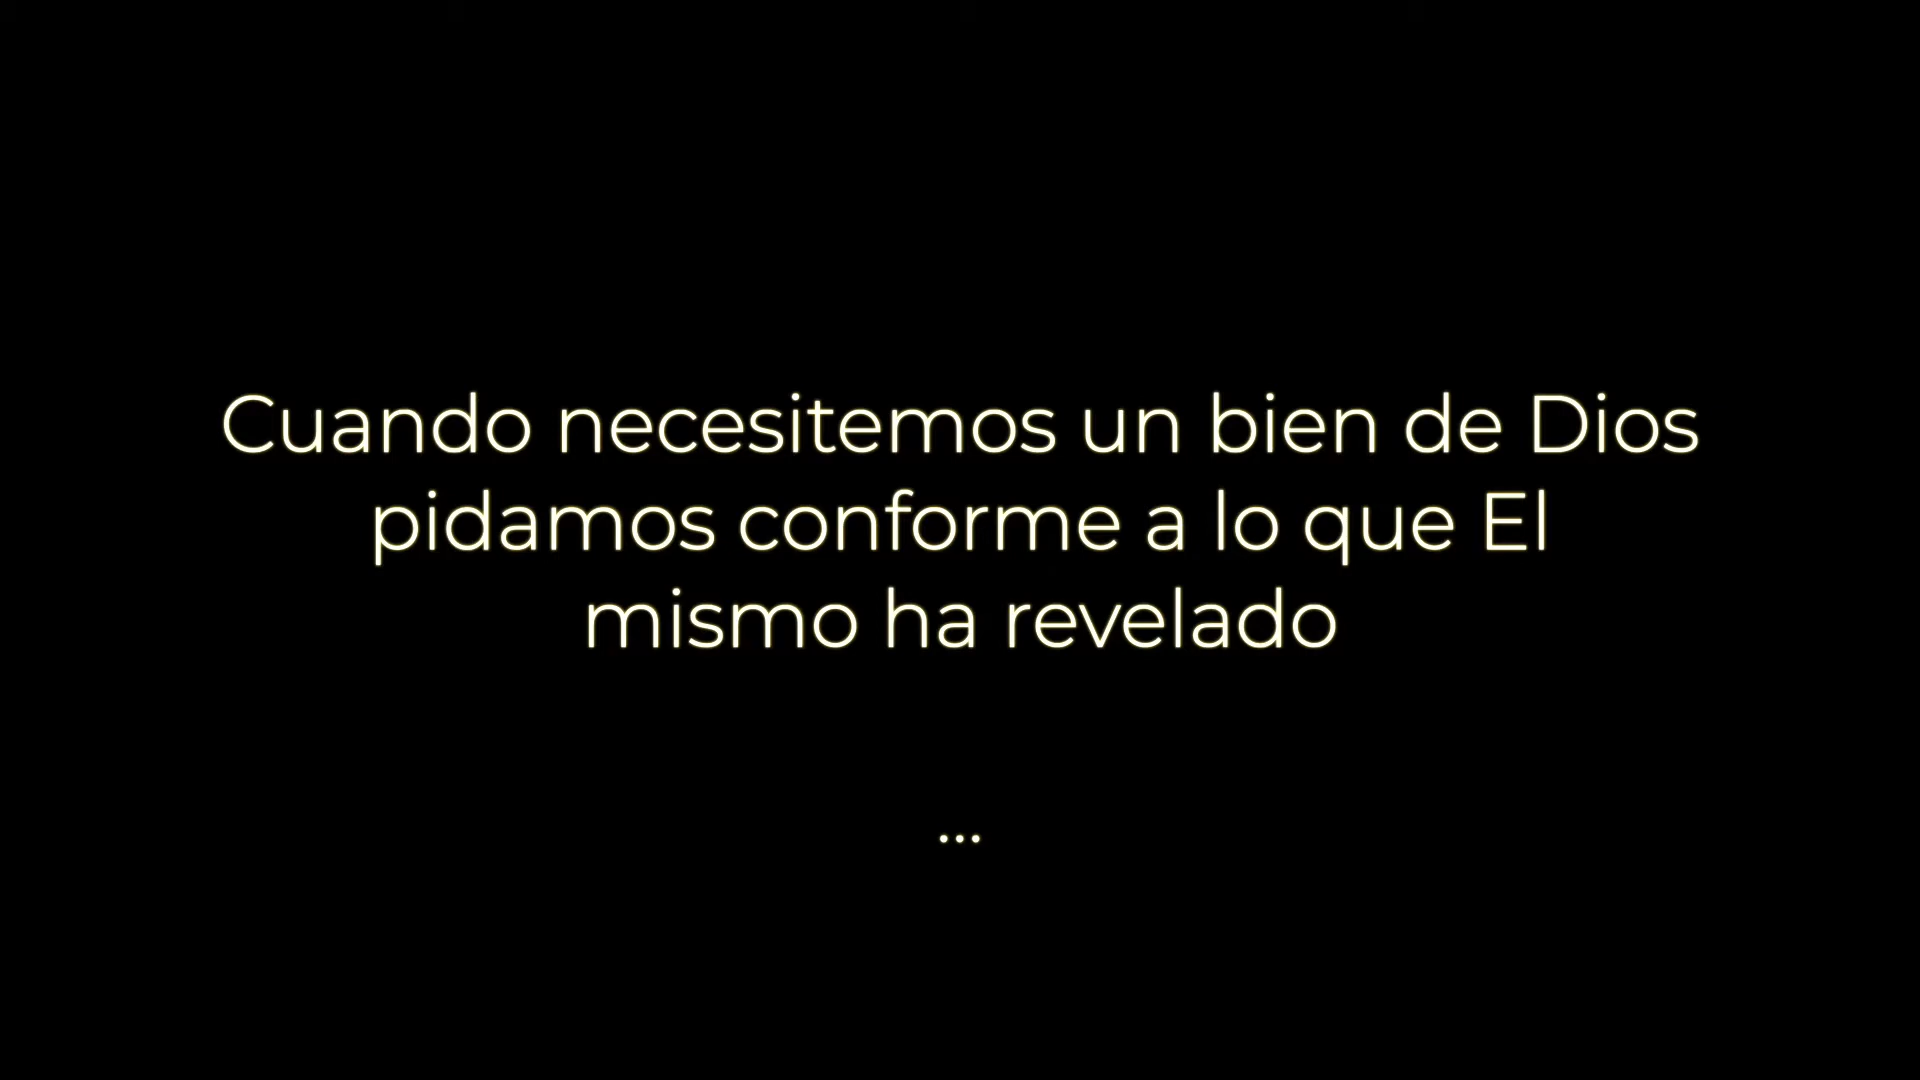 Cuando necesitemos un bien de Dios
pidamos conforme a lo que El
mismo ha revelado
...